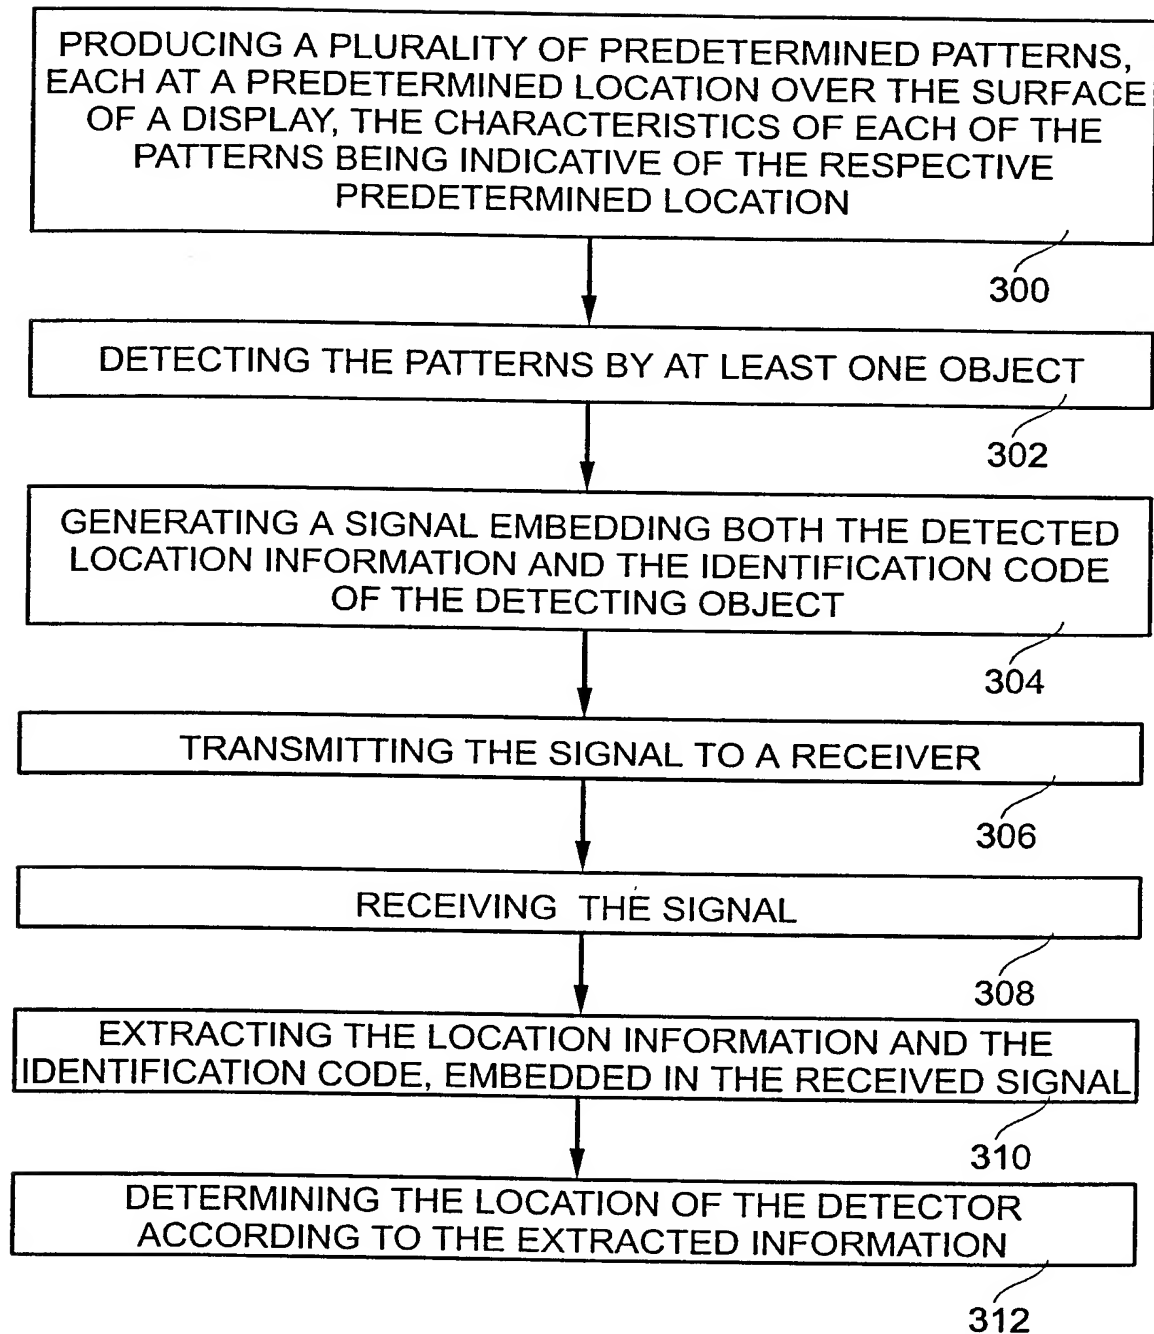 PRODUCING A PLURALITY OF PREDETERMINED PATTERNS,
EACH AT A PREDETERMINED LOCATION OVER THE SURFACE
OF A DISPLAY, THE CHARACTERISTICS OF EACH OF THE
PATTERNS BEING INDICATIVE OF THE RESPECTIVE
PREDETERMINED LOCATION
300
DETECTING THE PATTERNS BY AT LEAST ONE OBJECT
302
GENERATING A SIGNAL EMBEDING BOTH THE DETECTED
LOCATION INFORMATION AND THE IDENTIFICATION CODE
OF THE DETECTING OBJECT
304
TRANSMITTING THE SIGNAL TO A RECEIVER
306
RECEIVING THE SIGNAL
308
EXTRACTING THE LOCATION INFORMATION AND THE
IDENTIFICATION CODE, EMBEDDED IN THE RECEIVED SIGNAL
310
DETERMINING THE LOCATION OF THE DETECTOR
ACCORDING TO THE EXTRACTED INFORMATION
312